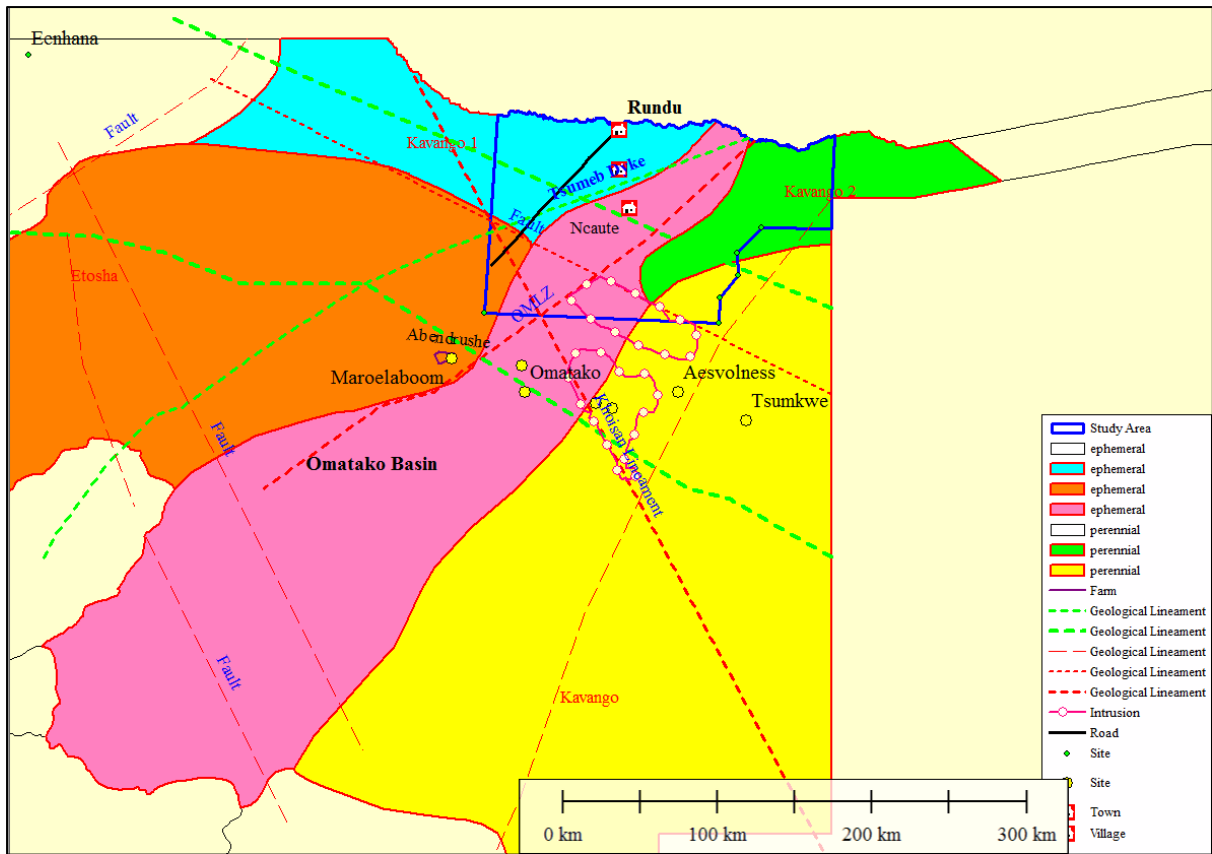 Eenhana
Rundu
Fault
Kavango 1
Tsumeb Dyke
Kavango 2
Fault
Ncaute
Etosha
OMLZ
Abendrushe
Maroelaboom
Omatako
Aesvolness
Tsumkwe
Khoisan Lineament
Fault
Omatako Basin
Fault
Kavango
Study Area
ephemeral
ephemeral
ephemeral
ephemeral
perennial
perennial
perennial
Farm
Geological Lineament
Geological Lineament
Geological Lineament
Geological Lineament
Geological Lineament
Intrusion
Road
Site
Site
Town
Village
0 km 100 km 200 km 300 km